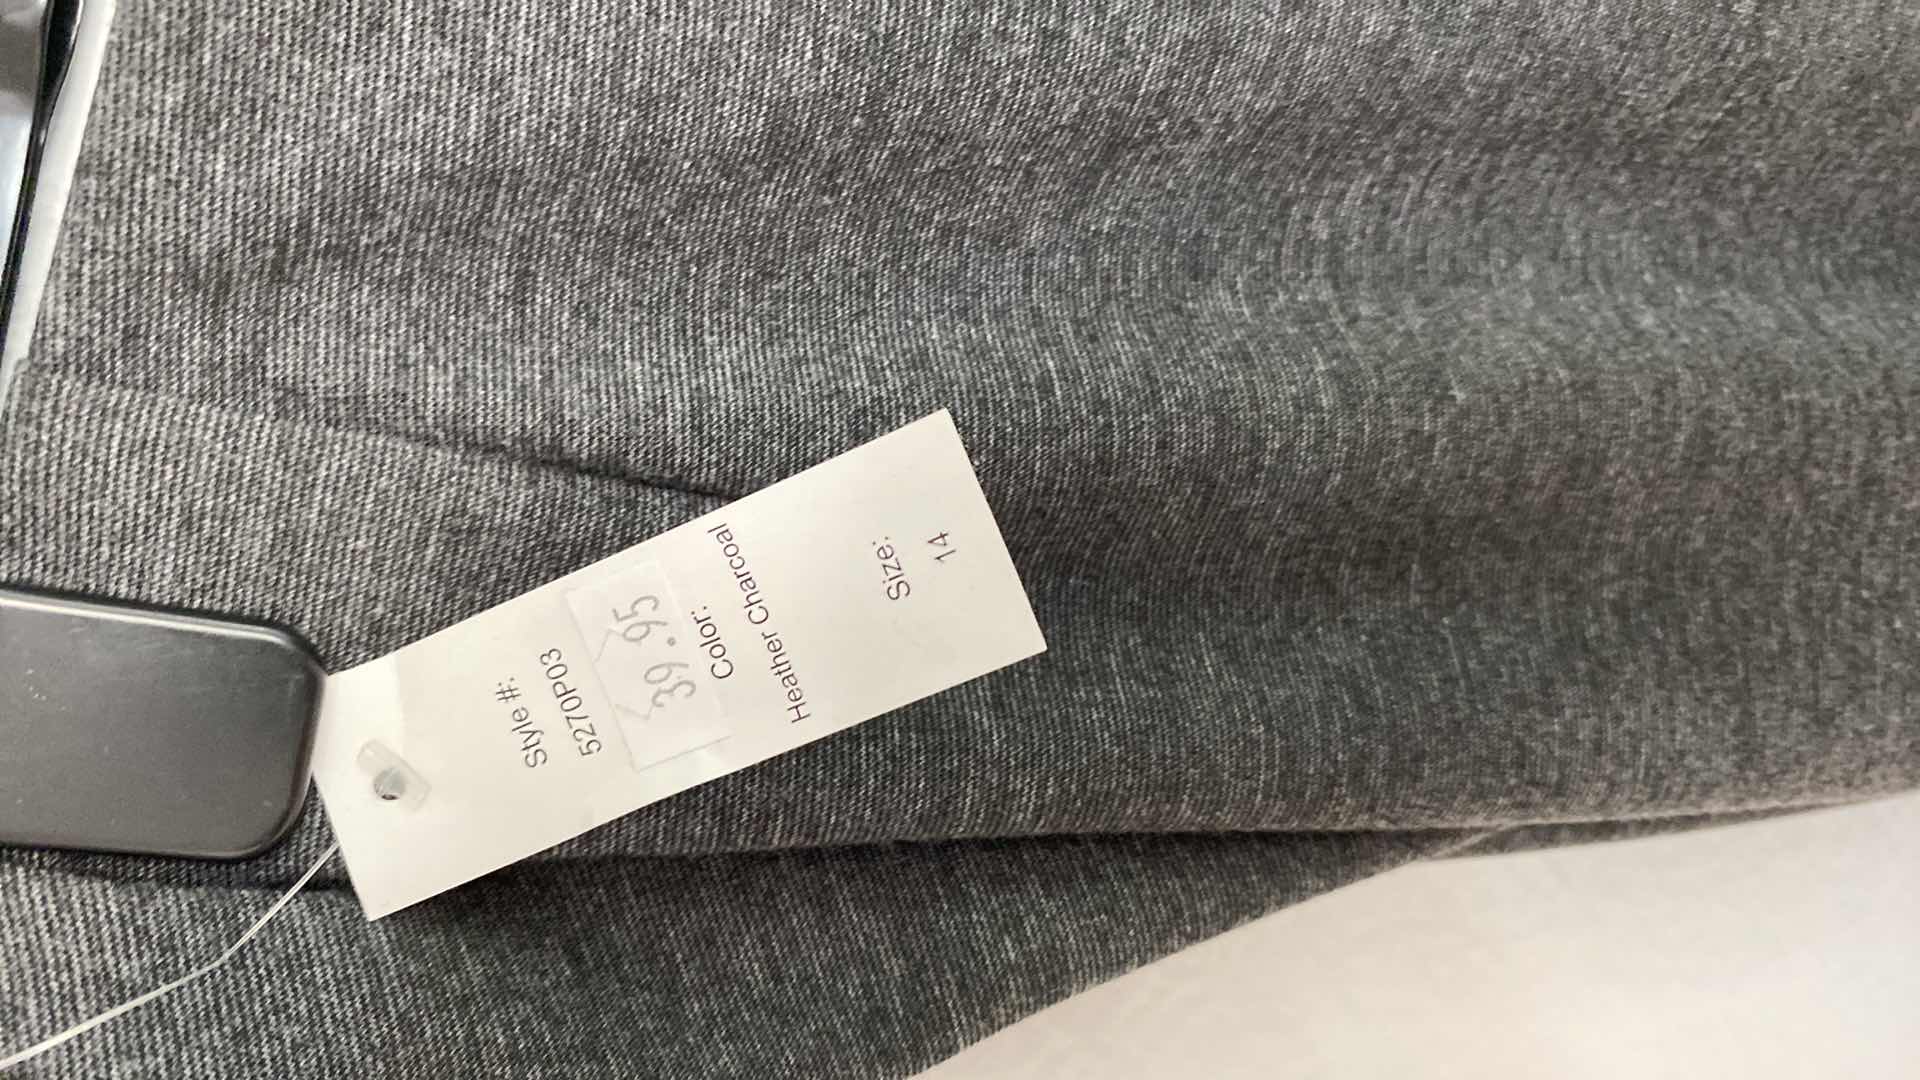 Style #:
5270P03
39.95
Color:
Heather Charcoal
Size:
14